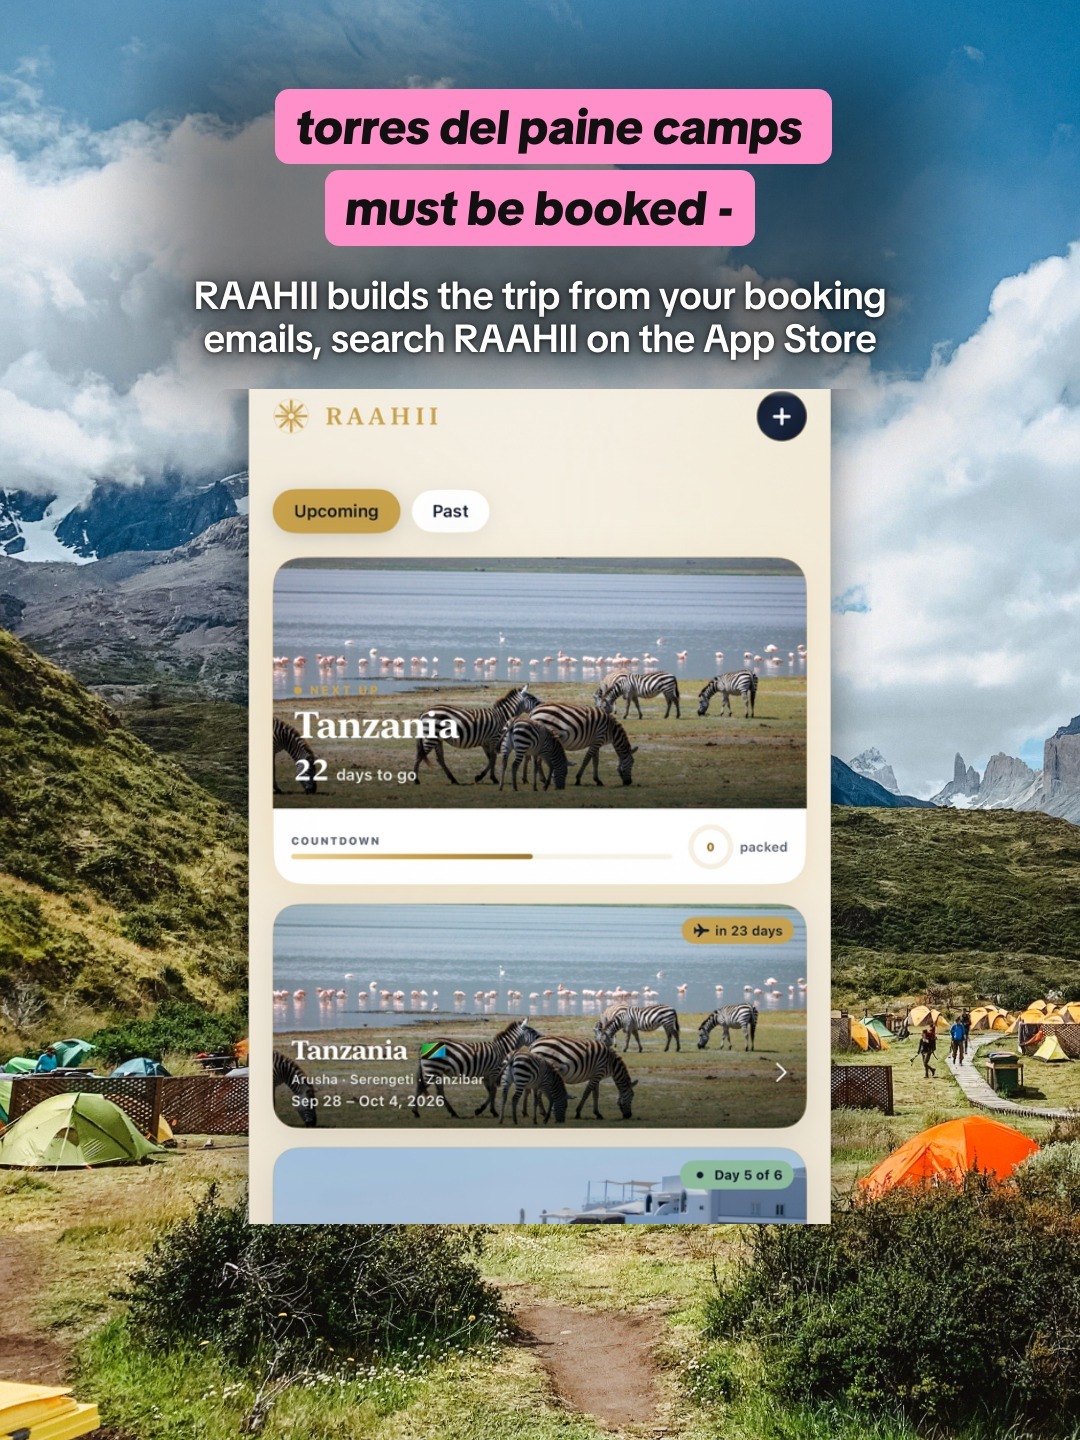 torres del paine camps
must be booked -
RAAHII builds the trip from your booking
emails, search RAAHII on the App Store
RAAHII
Upcoming
Past
NEXT UP
Tanzania
22 days to go
COUNTDOWN
0 packed
in 23 days
Tanzania
Arusha · Serengeti · Zanzibar
Sep 28 – Oct 4, 2026
Day 5 of 6